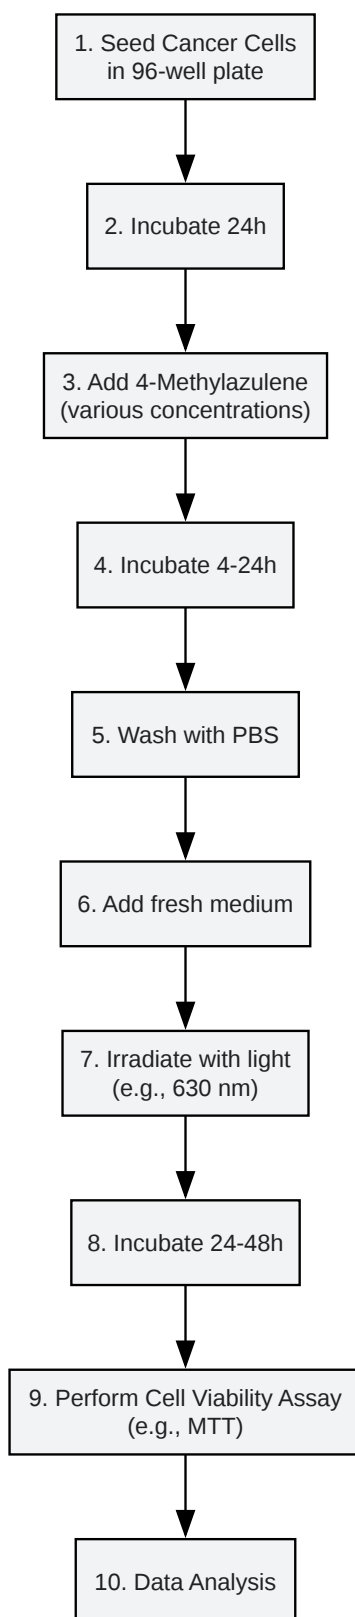 1. Seed Cancer Cells
in 96-well plate
2. Incubate 24h
3. Add 4-Methylazulene
(various concentrations)
4. Incubate 4-24h
5. Wash with PBS
6. Add fresh medium
7. Irradiate with light
(e.g., 630 nm)
8. Incubate 24-48h
9. Perform Cell Viability Assay
(e.g., MTT)
10. Data Analysis